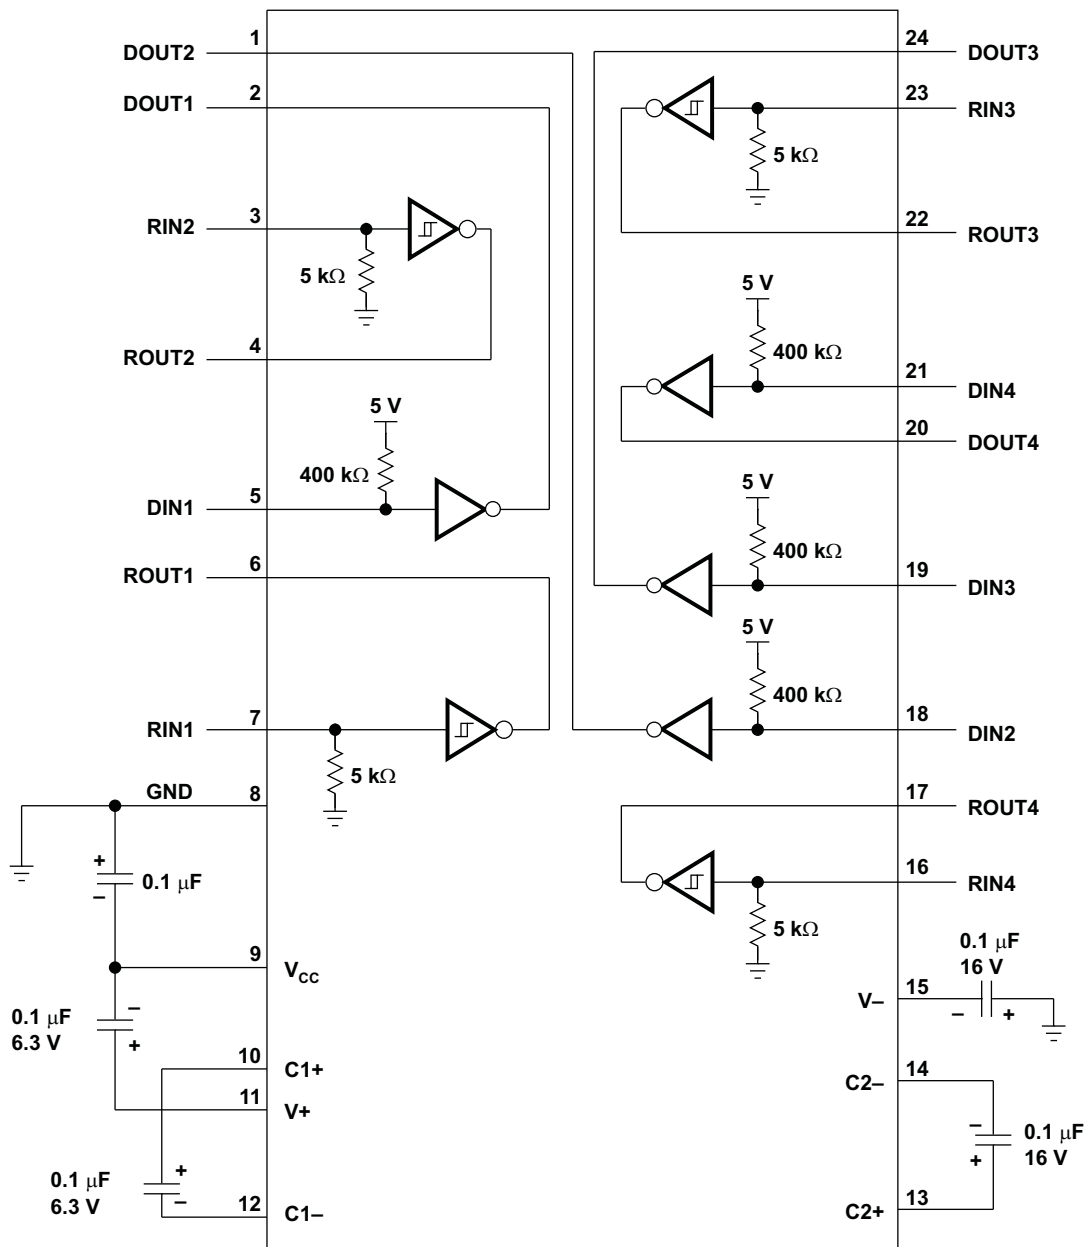 1
DOUT2
2
DOUT1
3
RIN2
5 kΩ
4
ROUT2
5 V
400 kΩ
5
DIN1
6
ROUT1
7
RIN1
5 kΩ
GND
8
+
0.1 µF
–
9
VCC
–
0.1 µF
6.3 V
+
10
C1+
11
V+
+
0.1 µF
6.3 V
–
12
C1–
24
DOUT3
23
RIN3
5 kΩ
22
ROUT3
5 V
400 kΩ
21
DIN4
20
DOUT4
5 V
400 kΩ
19
DIN3
5 V
400 kΩ
18
DIN2
17
ROUT4
16
RIN4
5 kΩ
0.1 µF
16 V
15
V–
– +
14
C2–
–
0.1 µF
16 V
+
13
C2+